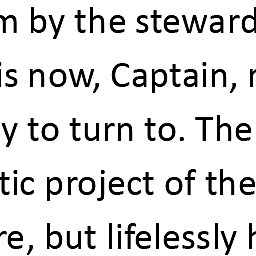 m by the steward
is now, Captain, r
y to turn to. The
tic project of the
re, but lifelessly h